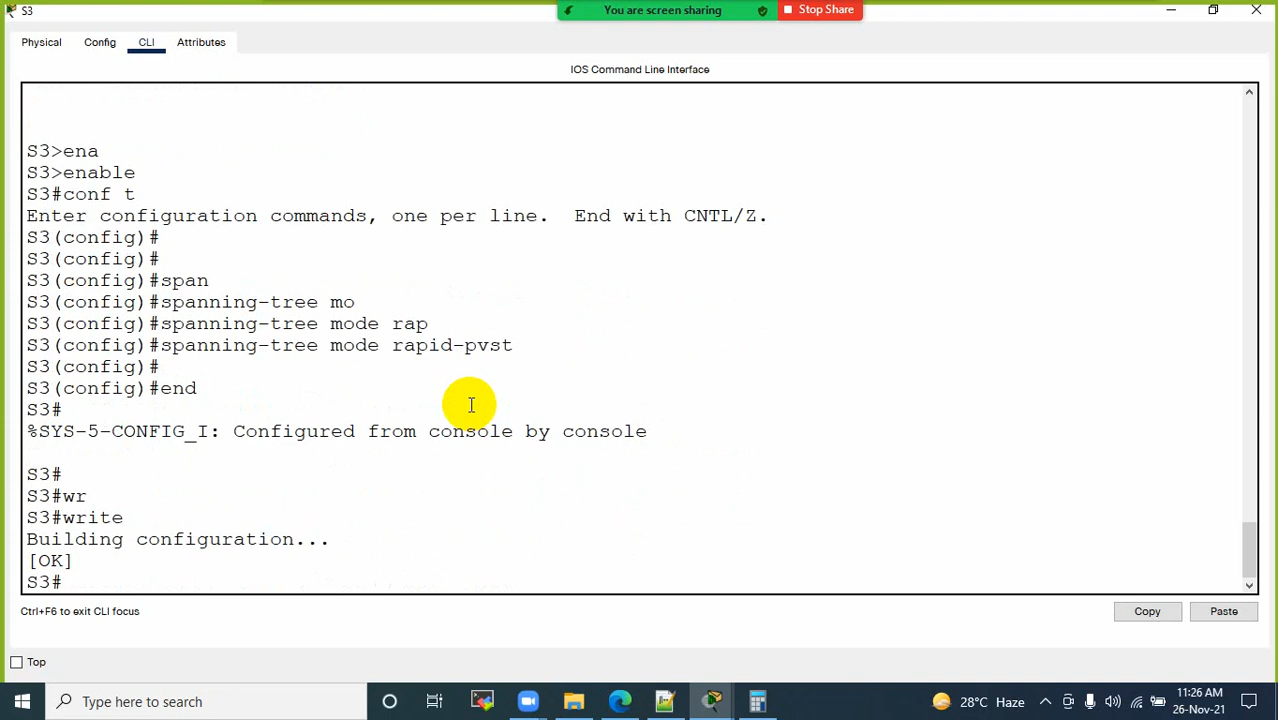 S3
You are screen sharing
Stop Share
Physical
Config
CLI
Attributes
IOS Command Line Interface
S3>ena
S3>enable
S3#conf t
Enter configuration commands, one per line.  End with CNTL/Z.
S3(config)#
S3(config)#
S3(config)#span
S3(config)#spanning-tree mo
S3(config)#spanning-tree mode rap
S3(config)#spanning-tree mode rapid-pvst
S3(config)#
S3(config)#end
S3#
%SYS-5-CONFIG_I: Configured from console by console
S3#
S3#wr
S3#write
Building configuration...
[OK]
S3#
Ctrl+F6 to exit CLI focus
Copy
Paste
Top
Type here to search
28°C Haze
11:26 AM
26-Nov-21